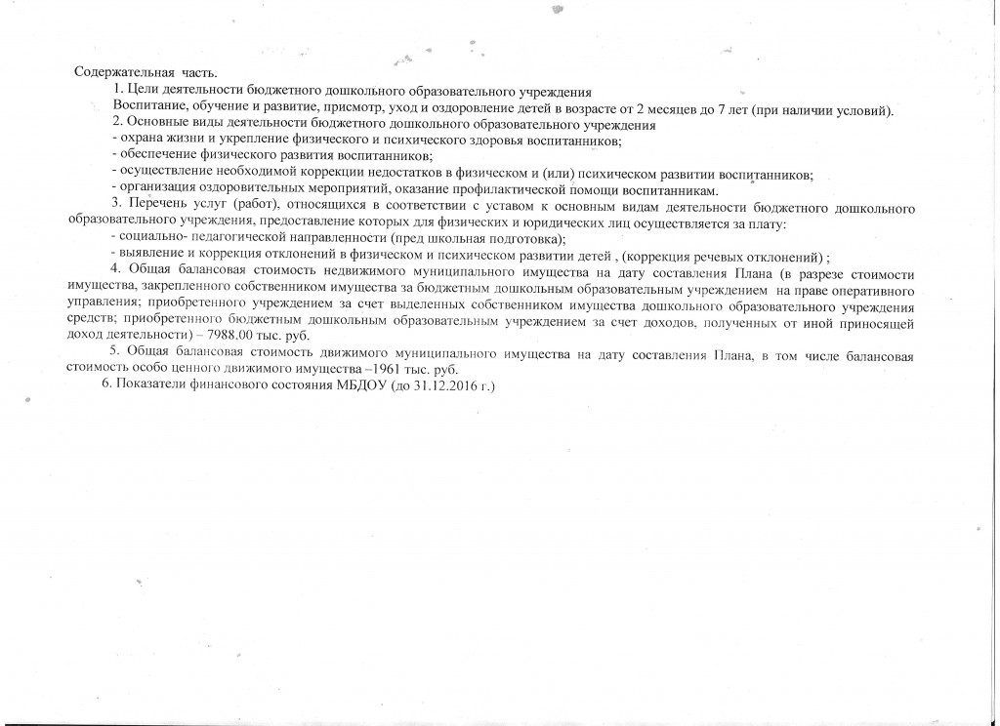 Содержательная часть.
1. Цели деятельности бюджетного дошкольного образовательного учреждения
Воспитание, обучение и развитие, присмотр, уход и оздоровление детей в возрасте от 2 месяцев до 7 лет (при наличии условий).
2. Основные виды деятельности бюджетного дошкольного образовательного учреждения
- охрана жизни и укрепление физического и психического здоровья воспитанников;
- обеспечение физического развития воспитанников;
- осуществление необходимой коррекции недостатков в физическом и (или) психическом развитии воспитанников;
- организация оздоровительных мероприятий, оказание профилактической помощи воспитанникам.
3. Перечень услуг (работ), относящихся в соответствии с уставом к основным видам деятельности бюджетного дошкольного
образовательного учреждения, предоставление которых для физических и юридических лиц осуществляется за плату:
- социально- педагогической направленности (пред школьная подготовка);
- выявление и коррекция отклонений в физическом и психическом развитии детей , (коррекция речевых отклонений) ;
4. Общая балансовая стоимость недвижимого муниципального имущества на дату составления Плана (в разрезе стоимости
имущества, закрепленного собственником имущества за бюджетным дошкольным образовательным учреждением на праве оперативного
управления; приобретенного учреждением за счет выделенных собственником имущества дошкольного образовательного учреждения
средств; приобретенного бюджетным дошкольным образовательным учреждением за счет доходов, полученных от иной приносящей
доход деятельности) – 7988.00 тыс. руб.
5. Общая балансовая стоимость движимого муниципального имущества на дату составления Плана, в том числе балансовая
стоимость особо ценного движимого имущества –1961 тыс. руб.
6. Показатели финансового состояния МБДОУ (до 31.12.2016 г.)